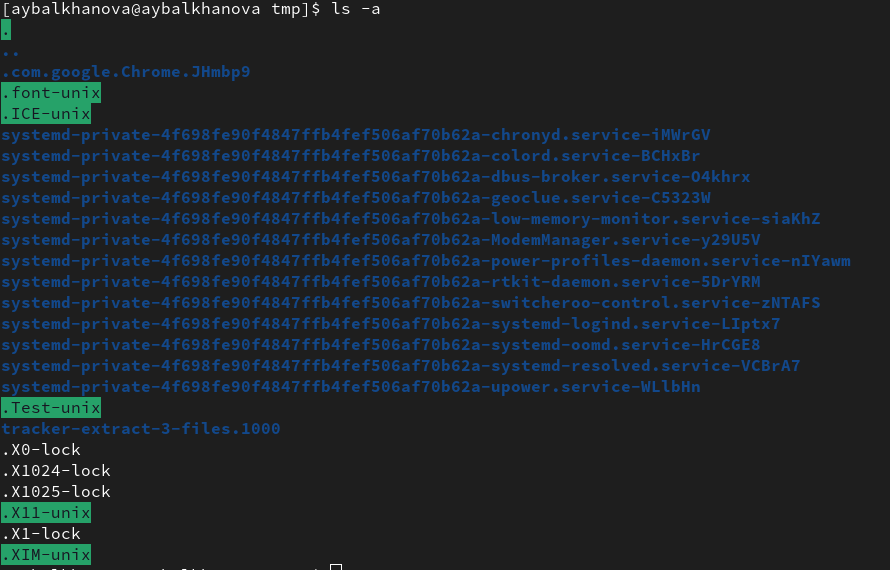 [aybalkhanova@aybalkhanova tmp]$ ls -a
.
..
.com.google.Chrome.JHmbp9
.font-unix
.ICE-unix
systemd-private-4f698fe90f4847ffb4fef506af70b62a-chronyd.service-iMWrGV
systemd-private-4f698fe90f4847ffb4fef506af70b62a-colord.service-BCHxBr
systemd-private-4f698fe90f4847ffb4fef506af70b62a-dbus-broker.service-O4khrx
systemd-private-4f698fe90f4847ffb4fef506af70b62a-geoclue.service-C5323W
systemd-private-4f698fe90f4847ffb4fef506af70b62a-low-memory-monitor.service-siaKhZ
systemd-private-4f698fe90f4847ffb4fef506af70b62a-ModemManager.service-y29U5V
systemd-private-4f698fe90f4847ffb4fef506af70b62a-power-profiles-daemon.service-nIYawm
systemd-private-4f698fe90f4847ffb4fef506af70b62a-rtkit-daemon.service-5DrYRM
systemd-private-4f698fe90f4847ffb4fef506af70b62a-switcheroo-control.service-zNTAFS
systemd-private-4f698fe90f4847ffb4fef506af70b62a-systemd-logind.service-LIptx7
systemd-private-4f698fe90f4847ffb4fef506af70b62a-systemd-oomd.service-HrCGE8
systemd-private-4f698fe90f4847ffb4fef506af70b62a-systemd-resolved.service-VCBrA7
systemd-private-4f698fe90f4847ffb4fef506af70b62a-upower.service-WLlbHn
.Test-unix
tracker-extract-3-files.1000
.X0-lock
.X1024-lock
.X1025-lock
.X11-unix
.X1-lock
.XIM-unix